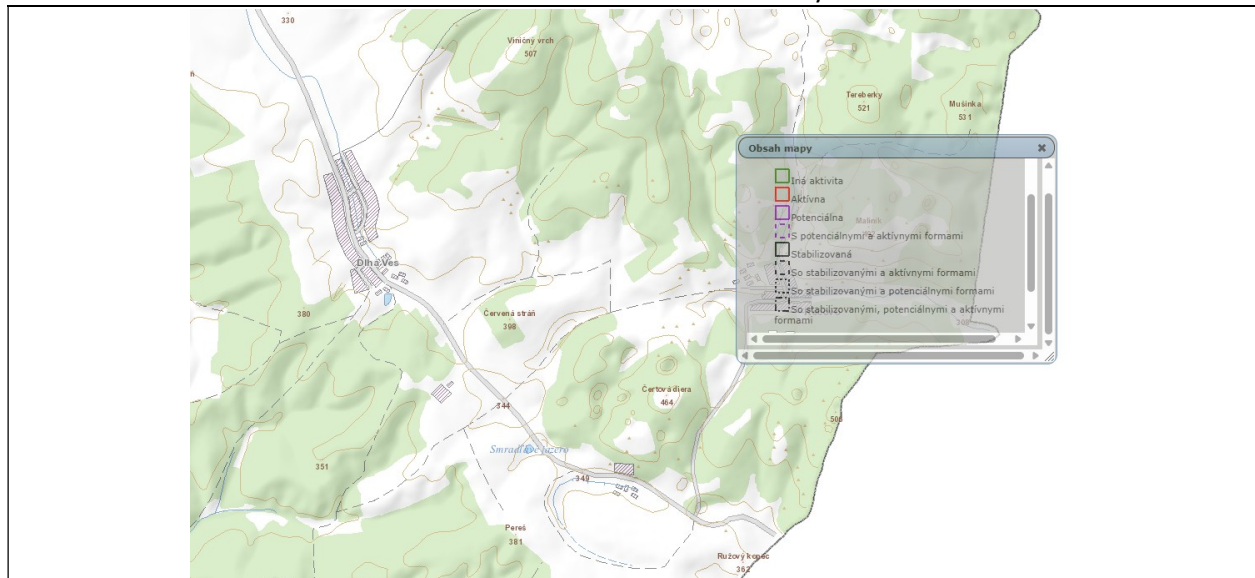 330
Viničný vrch
507
Tereberky
521
Mušinka
531
Obsah mapy
Iná aktivita
Aktívna
Potenciálna
S potenciálnymi a aktívnymi formami
Stabilizovaná
So stabilizovanými a aktívnymi formami
So stabilizovanými a potenciálnymi formami
So stabilizovanými, potenciálnymi a aktívnymi
formami
Dlhá Ves
380
Červená stráň
398
Čertova diera
464
344
505
351
Smradľavé jazero
349
Pereš
381
Ružový kopec
362